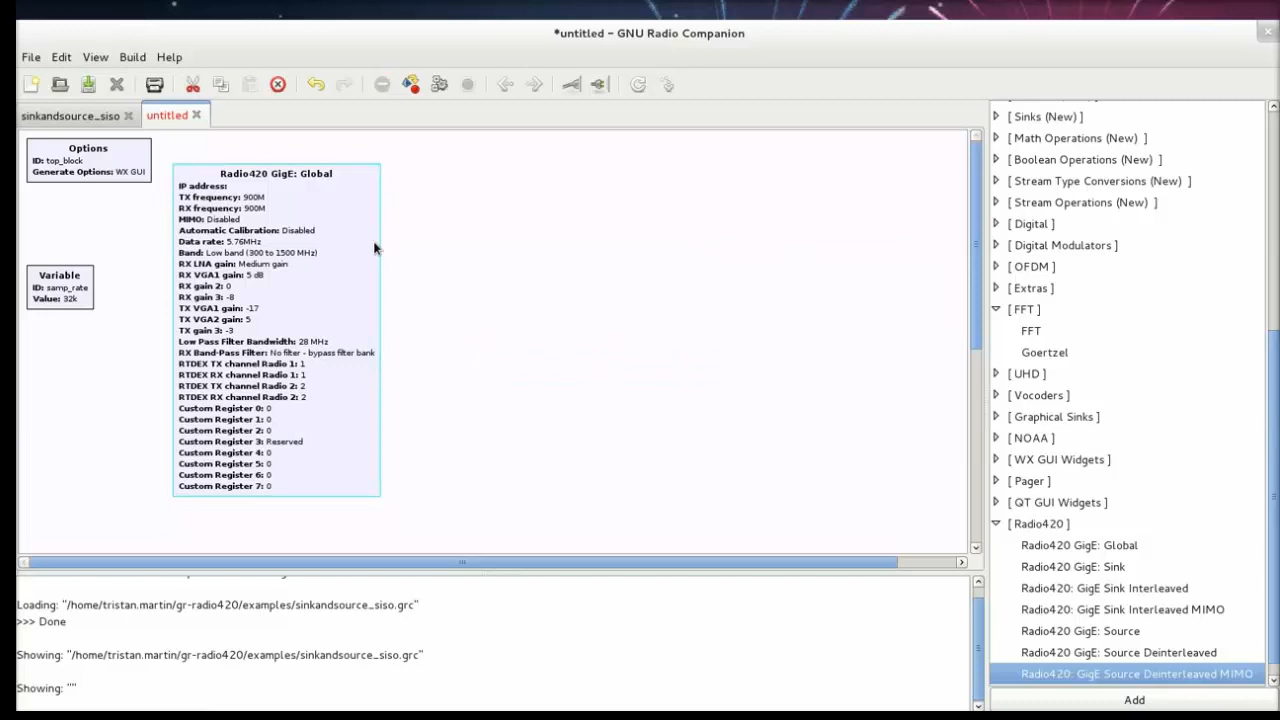 *untitled - GNU Radio Companion
File Edit View Build Help
sinkandsource_siso
untitled
Options
ID: top_block
Generate Options: WX GUI
Variable
ID: samp_rate
Value: 32k
Radio420 GigE: Global
IP address:
TX frequency: 900M
RX frequency: 900M
MIMO: Disabled
Automatic Calibration: Disabled
Data rate: 5.76MHz
Band: Low band (300 to 1500 MHz)
RX LNA gain: Medium gain
RX VGA1 gain: 5 dB
RX gain 2: 0
RX gain 3: -8
TX VGA1 gain: -17
TX VGA2 gain: 5
TX gain 3: -3
Low Pass Filter Bandwidth: 28 MHz
RX Band-Pass Filter: No filter - bypass filter bank
RTDEX TX channel Radio 1: 1
RTDEX RX channel Radio 1: 1
RTDEX TX channel Radio 2: 2
RTDEX RX channel Radio 2: 2
Custom Register 0: 0
Custom Register 1: 0
Custom Register 2: 0
Custom Register 3: Reserved
Custom Register 4: 0
Custom Register 5: 0
Custom Register 6: 0
Custom Register 7: 0
[ Sinks (New) ]
[ Math Operations (New) ]
[ Boolean Operations (New) ]
[ Stream Type Conversions (New) ]
[ Stream Operations (New) ]
[ Digital ]
[ Digital Modulators ]
[ OFDM ]
[ Extras ]
[ FFT ]
FFT
Goertzel
[ UHD ]
[ Vocoders ]
[ Graphical Sinks ]
[ NOAA ]
[ WX GUI Widgets ]
[ Pager ]
[ QT GUI Widgets ]
[ Radio420 ]
Radio420 GigE: Global
Radio420 GigE: Sink
Radio420 GigE Sink Interleaved
Radio420 GigE Sink Interleaved MIMO
Radio420 GigE: Source
Radio420 GigE: Source Deinterleaved
Radio420: GigE Source Deinterleaved MIMO
Add
Loading: "/home/tristan.martin/gr-radio420/examples/sinkandsource_siso.grc"
>>> Done
Showing: "/home/tristan.martin/gr-radio420/examples/sinkandsource_siso.grc"
Showing: ""